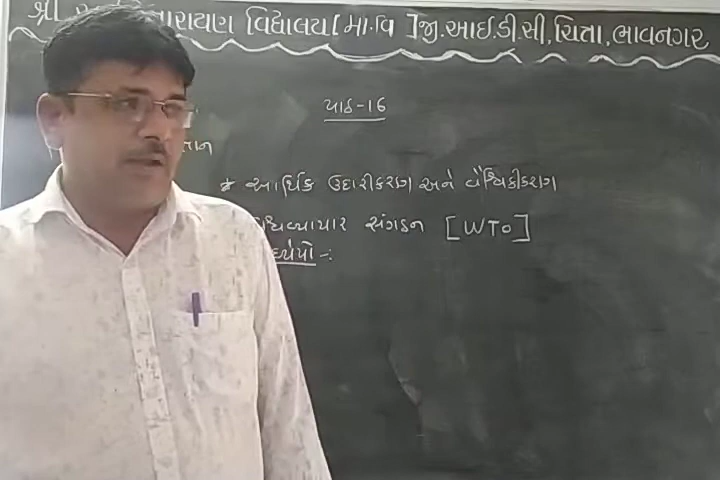 શ્રી નારાયણ વિદ્યાલય [મા.વિ] જી.આઈ.ડી.સી, ચિત્રા, ભાવનગર
પાઠ-16
* આર્થિક ઉદારીકરણ અને વૈશ્વિકીકરણ
સંગઠન [WTO]